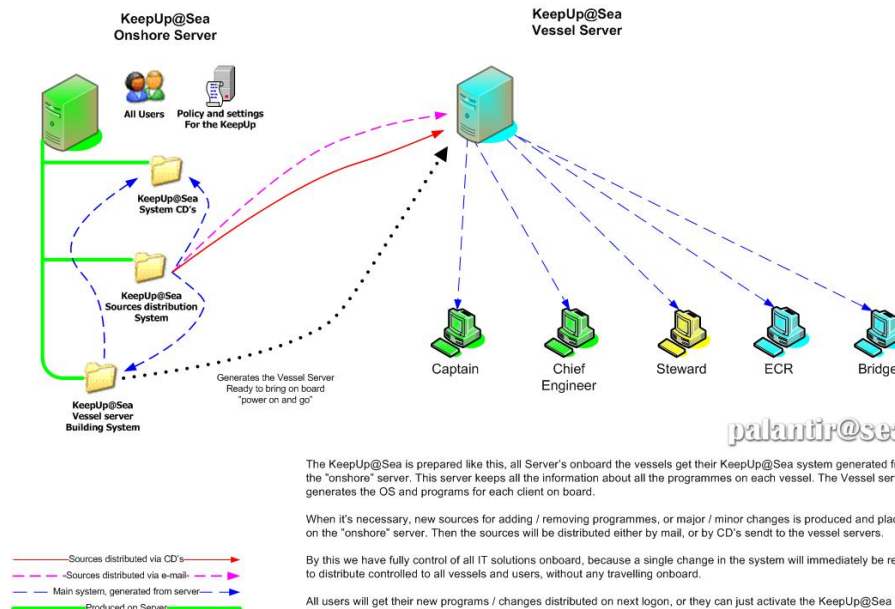 KeepUp@Sea
Onshore Server
KeepUp@Sea
Vessel Server
All Users
Policy and settings
For the KeepUp
KeepUp@Sea
System CD's
KeepUp@Sea
Sources distribution
System
KeepUp@Sea
Vessel server
Building System
Generates the Vessel Server
Ready to bring on board
"power on and go"
Captain
Chief
Engineer
Steward
ECR
Bridge
palantir@sea
The KeepUp@Sea is prepared like this, all Server's onboard the vessels get their KeepUp@Sea system generated
the "onshore" server. This server keeps all the information about all the programmes on each vessel. The Vessel
generates the OS and programs for each client on board.
When it's necessary, new sources for adding / removing programmes, or major / minor changes is produced and
on the "onshore" server. Then the sources will be distributed either by mail, or by CD's sendt to the vessel servers.
By this we have fully control of all IT solutions onboard, because a single change in the system will immediately be
to distribute controlled to all vessels and users, without any travelling onboard.
All users will get their new programs / changes distributed on next logon, or they can just activate the KeepUp@Sea
Sources distributed via CD's
Sources distributed via e-mail
Main system, generated from server
Produced on Server